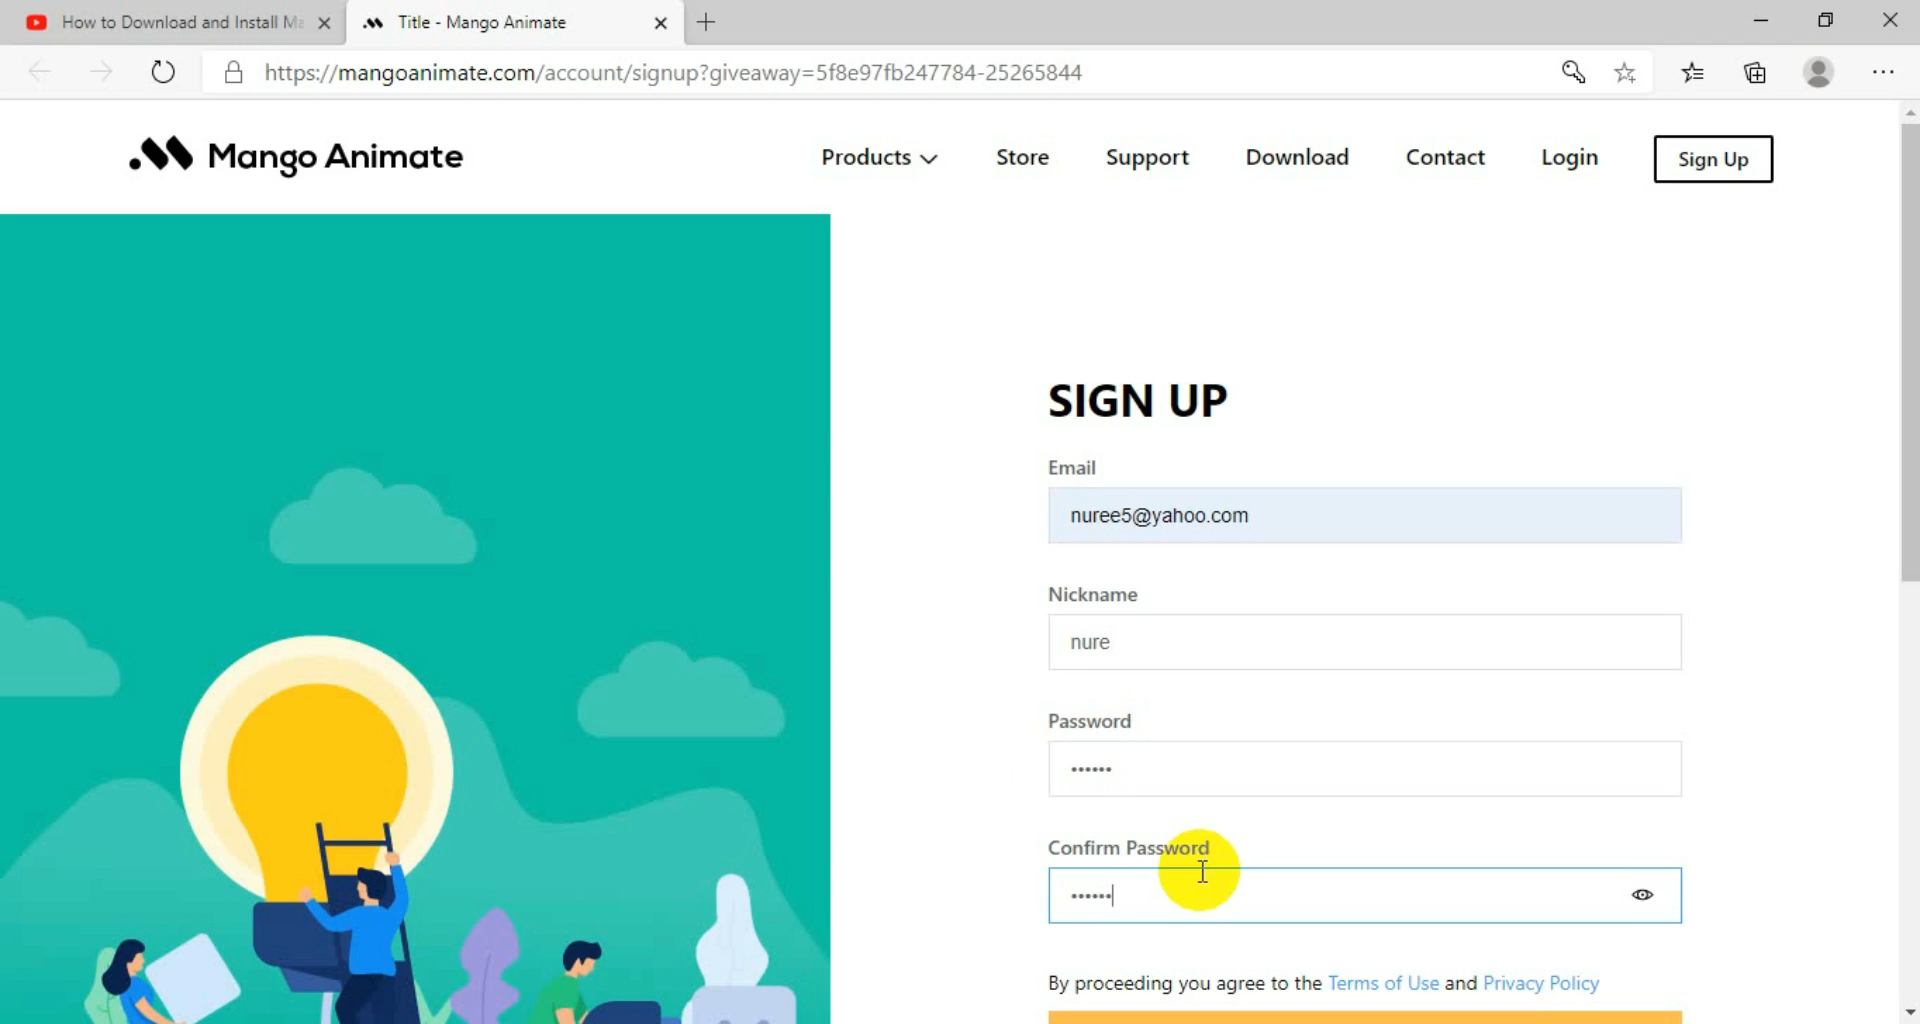 How to Download and Install Ma
Title - Mango Animate
https://mangoanimate.com/account/signup?giveaway=5f8e97fb247784-25265844
Mango Animate
Products Store Support Download Contact Login Sign Up
SIGN UP
Email
nuree5@yahoo.com
Nickname
nure
Password
••••••
Confirm Password
••••••
By proceeding you agree to the Terms of Use and Privacy Policy